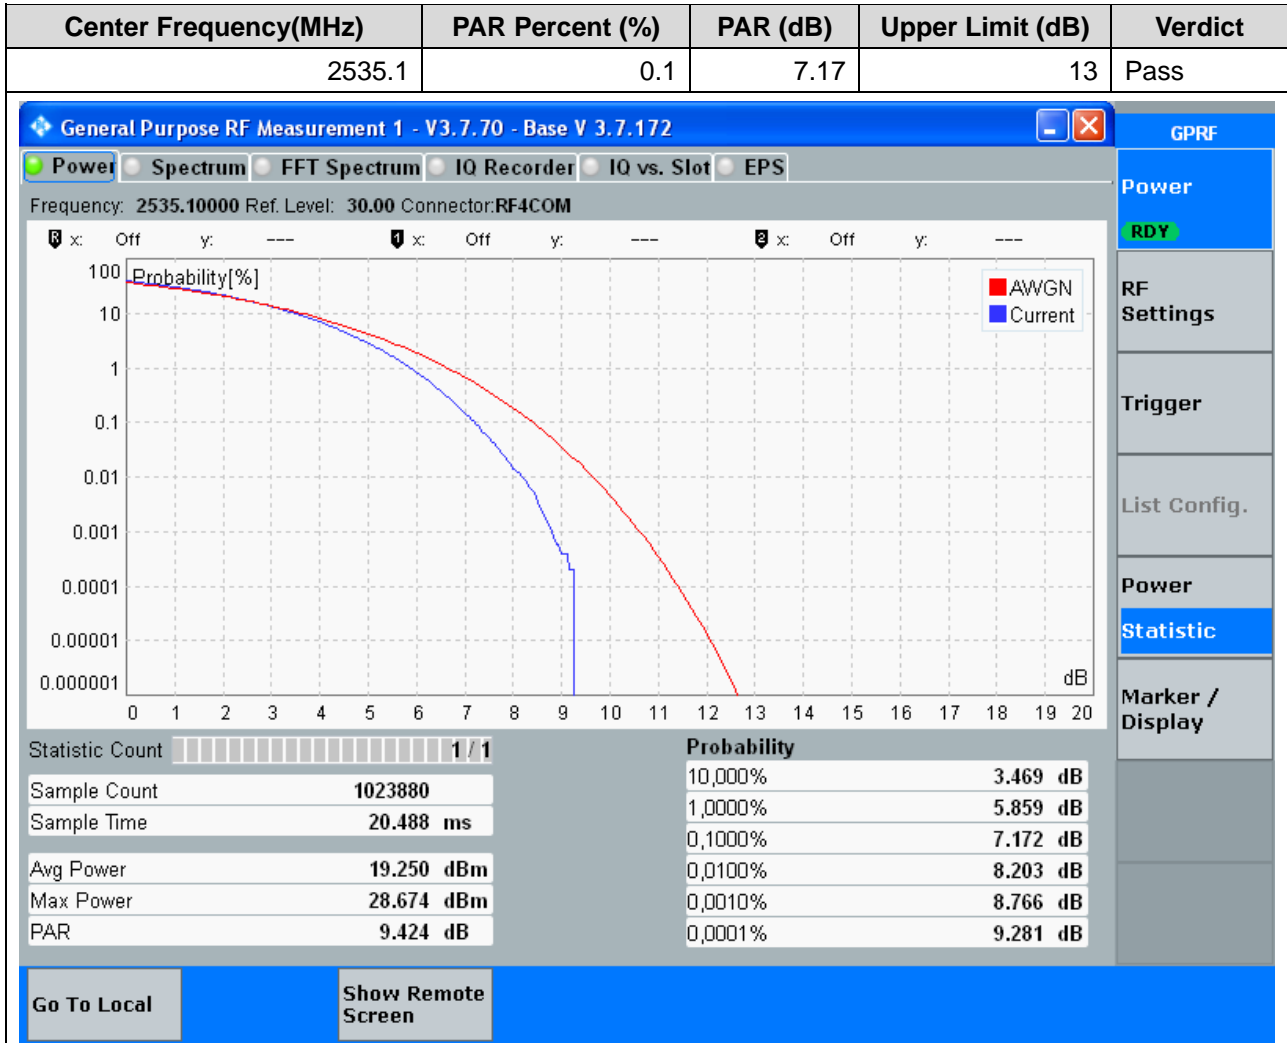 Center Frequency(MHz) PAR Percent (%) PAR (dB) Upper Limit (dB) Verdict
2535.1 0.1 7.17 13 Pass
General Purpose RF Measurement 1 - V3.7.70 - Base V 3.7.172
GPRF
Power Spectrum FFT Spectrum IQ Recorder IQ vs. Slot EPS
Power
RDY
Frequency: 2535.10000 Ref. Level: 30.00 Connector:RF4COM
R x: Off y: --- 1 x: Off y: --- 2 x: Off y: ---
Probability[%]
AWGN
Current
100
10
1
0.1
0.01
0.001
0.0001
0.00001
0.000001
dB
0 1 2 3 4 5 6 7 8 9 10 11 12 13 14 15 16 17 18 19 20
RF
Settings
Trigger
List Config.
Power
Statistic
Marker /
Display
Statistic Count 1 / 1
Sample Count 1023880
Sample Time 20.488 ms
Avg Power 19.250 dBm
Max Power 28.674 dBm
PAR 9.424 dB
Probability
10,000% 3.469 dB
1,0000% 5.859 dB
0,1000% 7.172 dB
0,0100% 8.203 dB
0,0010% 8.766 dB
0,0001% 9.281 dB
Go To Local
Show Remote
Screen